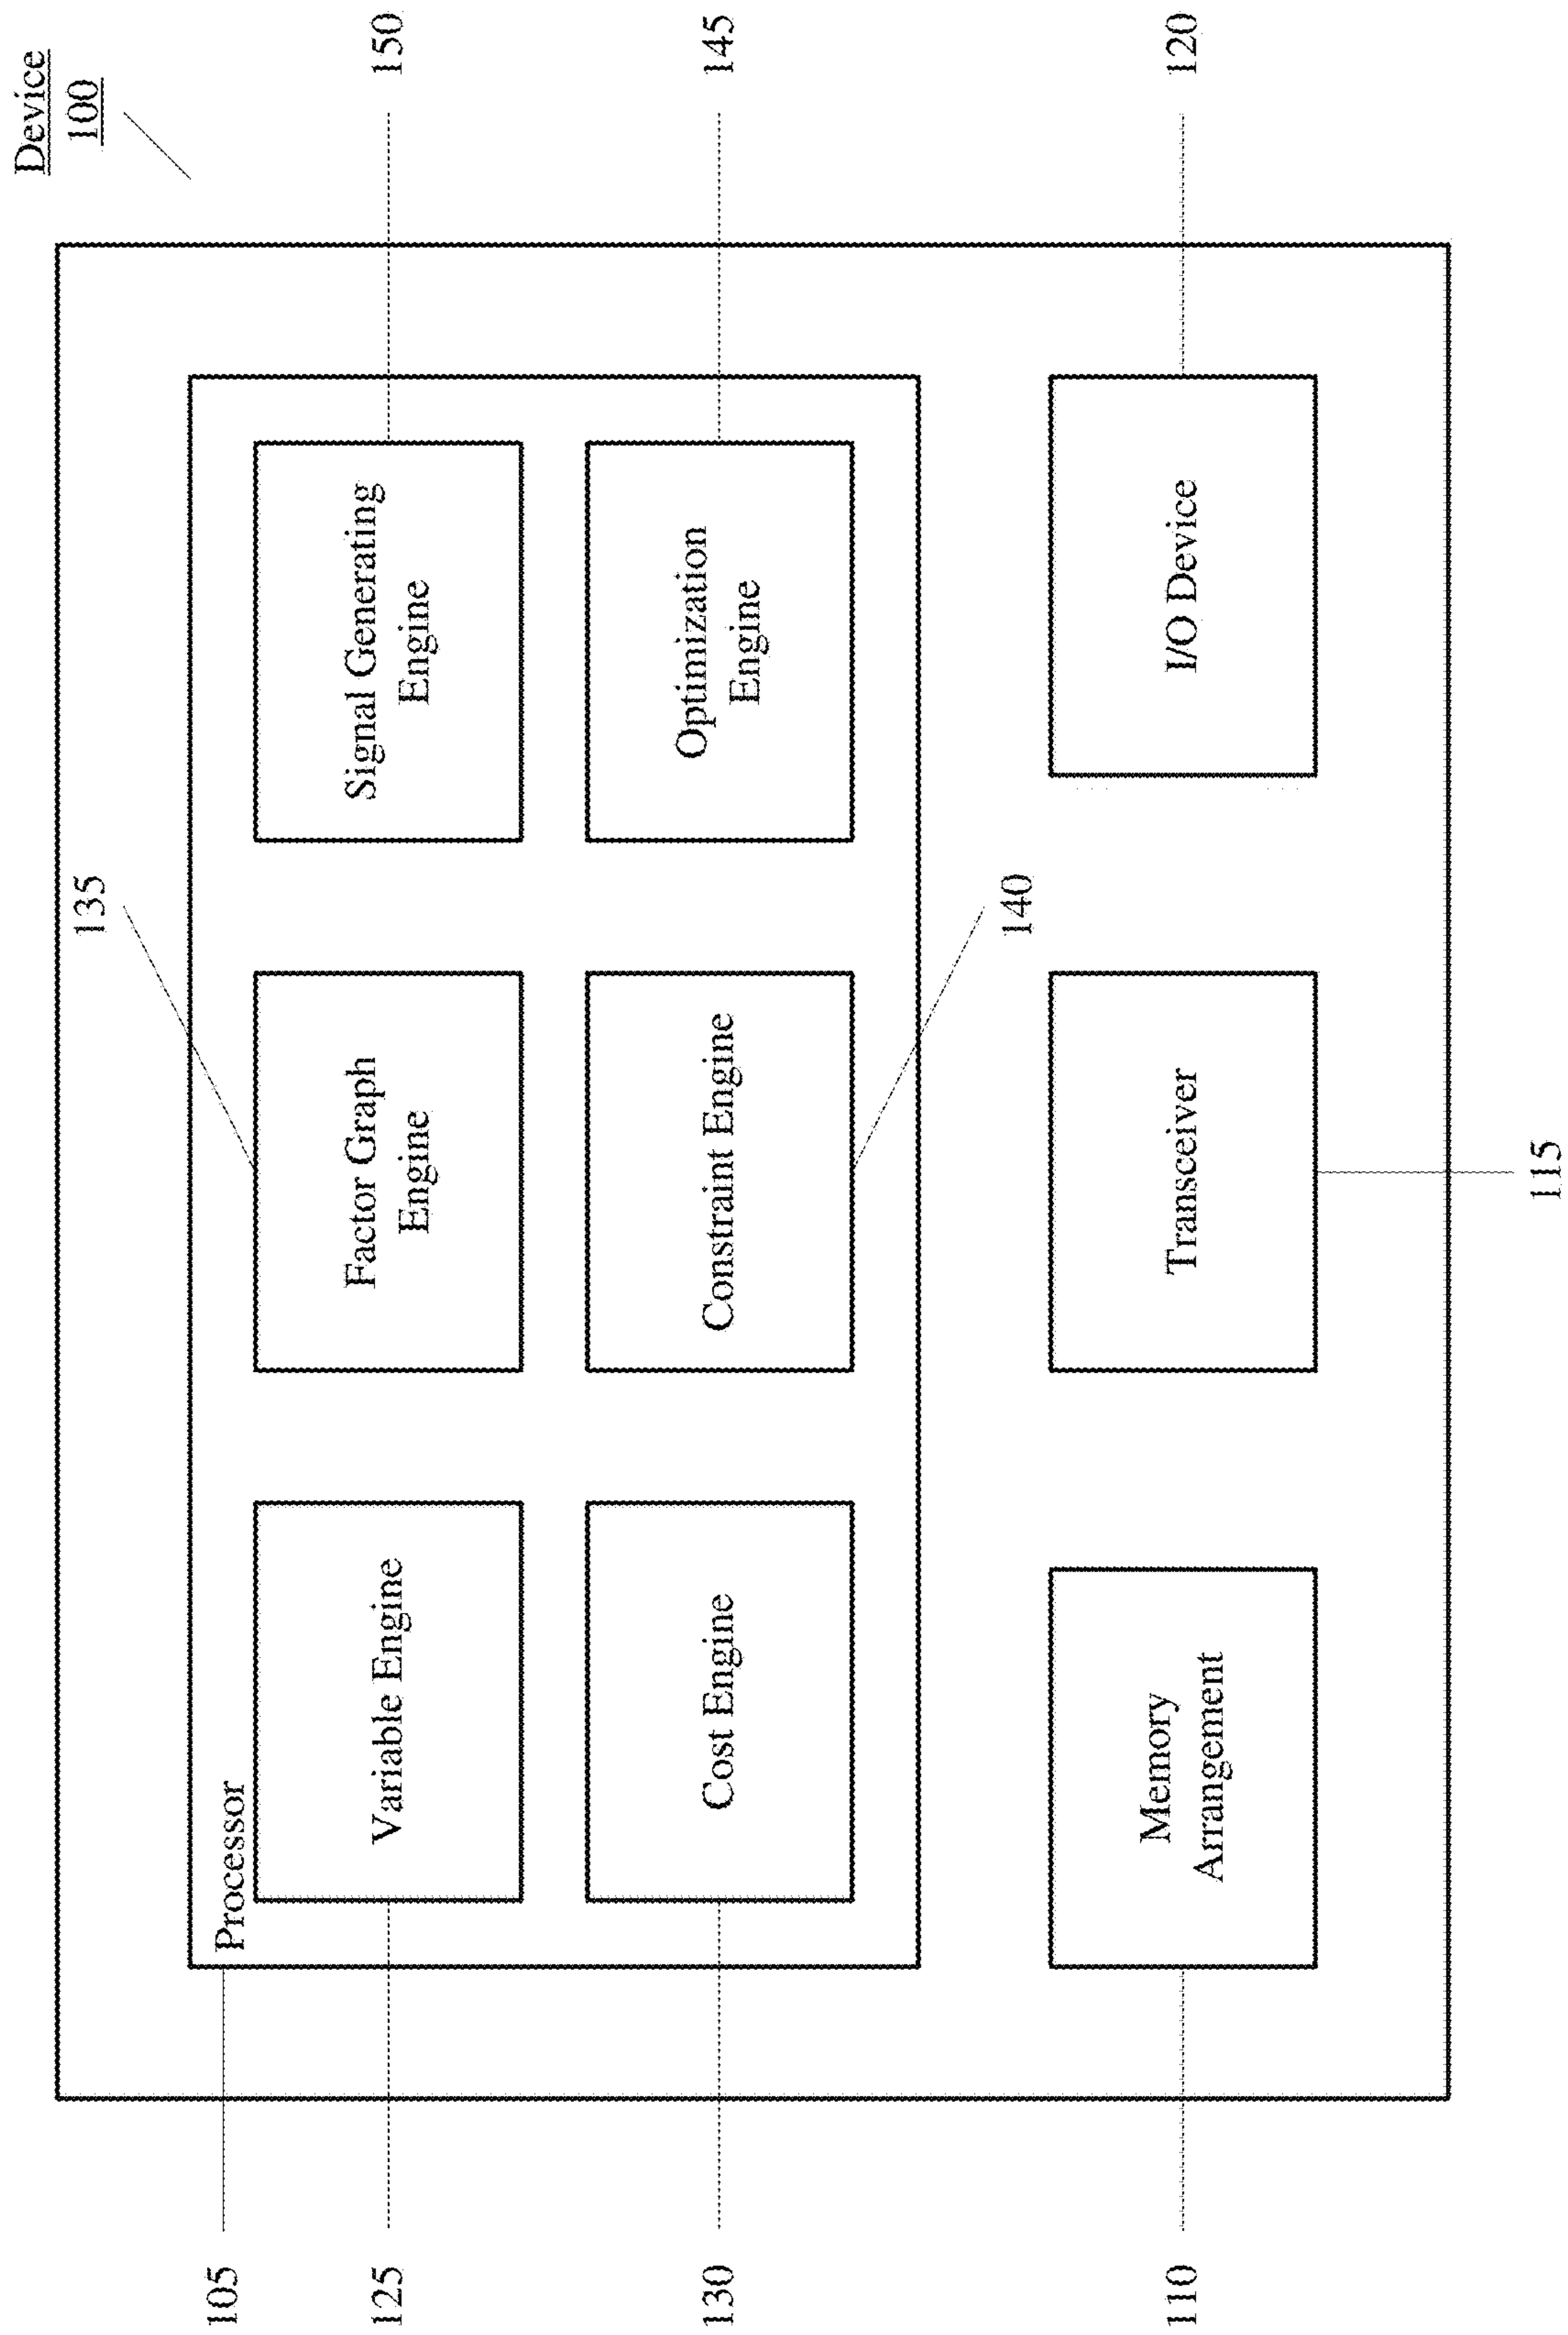 Device
100
135
105
Processor
125
Variable Engine
Factor Graph
Engine
Signal Generating
Engine
150
130
Cost Engine
Constraint Engine
Optimization
Engine
145
140
110
Memory
Arrangement
Transceiver
I/O Device
120
115